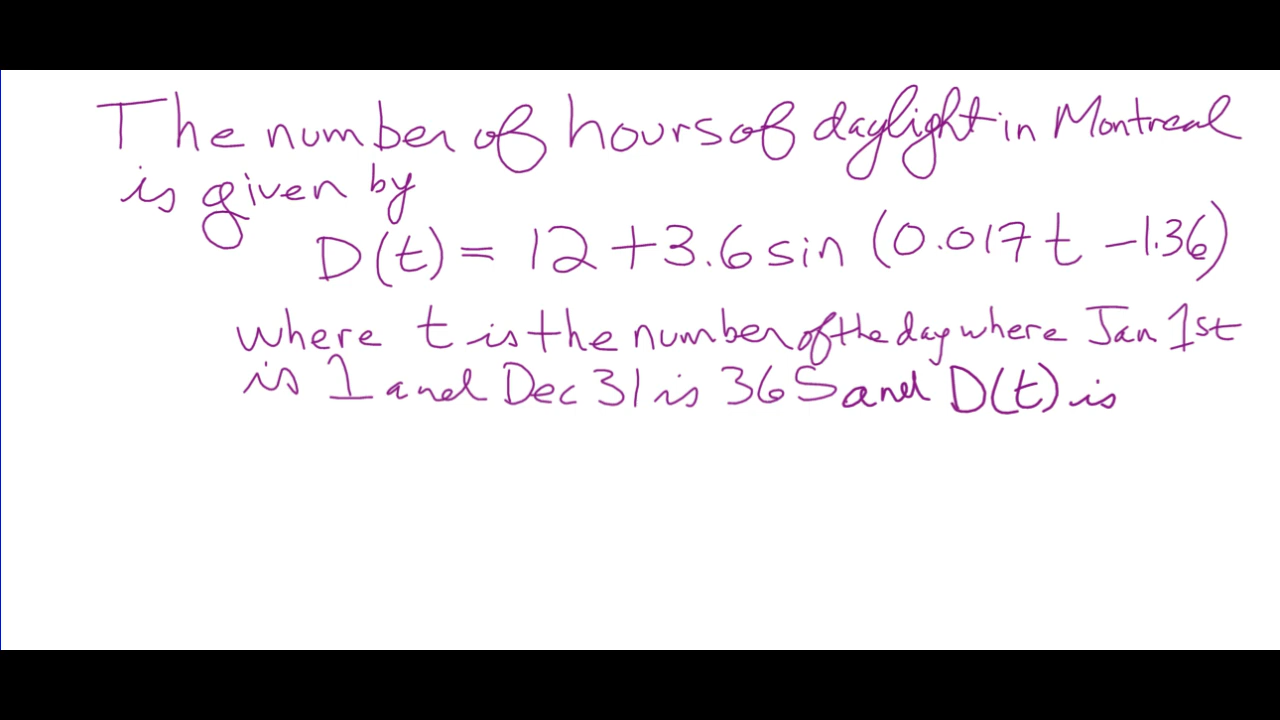 The number of hours of daylight in Montreal
is given by
D(t) = 12 + 3.6 sin (0.017 t - 1.36)
where t is the number of the day where Jan 1st
is 1 and Dec 31 is 365 and D(t) is